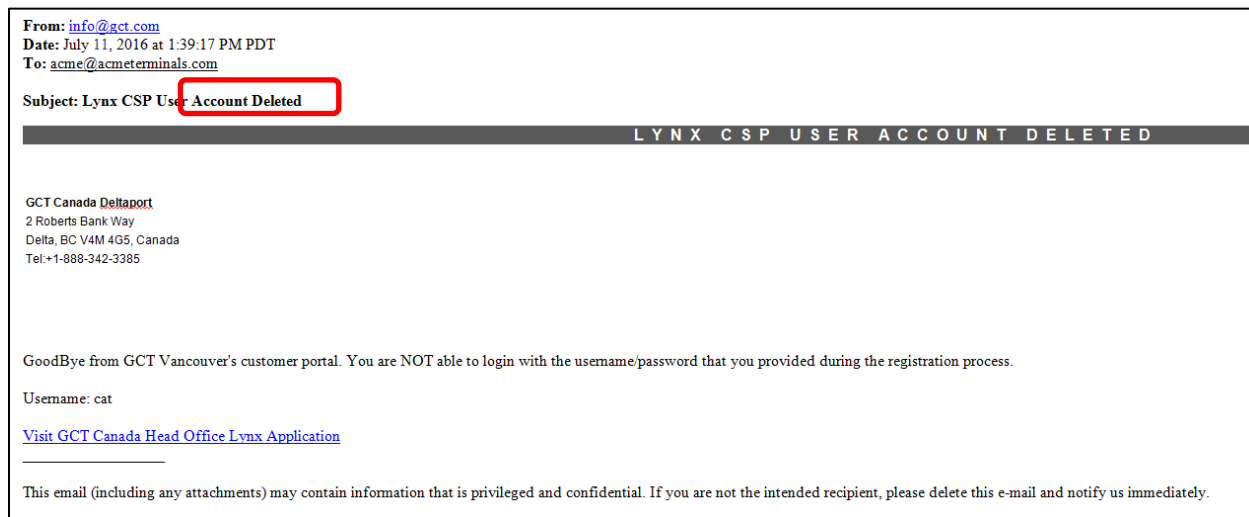 From: info@gct.com
Date: July 11, 2016 at 1:39:17 PM PDT
To: acme@acmeterminals.com
Subject: Lynx CSP User Account Deleted
LYNX CSP USER ACCOUNT DELETED
GCT Canada Deltaport
2 Roberts Bank Way
Delta, BC V4M 4G5, Canada
Tel:+1-888-342-3385
GoodBye from GCT Vancouver's customer portal. You are NOT able to login with the username/password that you provided during the registration process.
Username: cat
Visit GCT Canada Head Office Lynx Application
This email (including any attachments) may contain information that is privileged and confidential. If you are not the intended recipient, please delete this e-mail and notify us immediately.